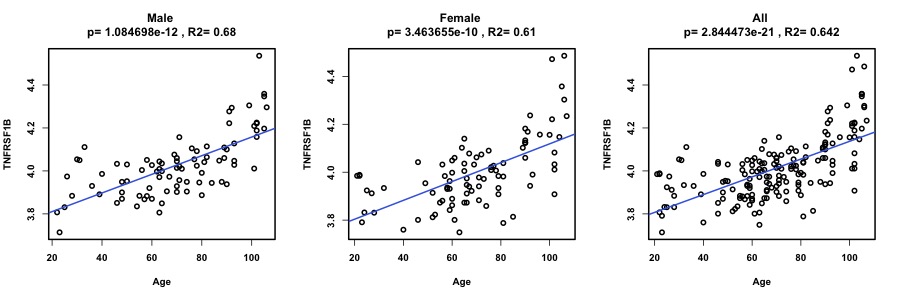 Male
p= 1.084698e-12 , R2= 0.68
TNFRSF1B
3.8 4.0 4.2 4.4
20 40 60 80 100
Age
Female
p= 3.463655e-10 , R2= 0.61
TNFRSF1B
3.8 4.0 4.2 4.4
20 40 60 80 100
Age
All
p= 2.844473e-21 , R2= 0.642
TNFRSF1B
3.8 4.0 4.2 4.4
20 40 60 80 100
Age